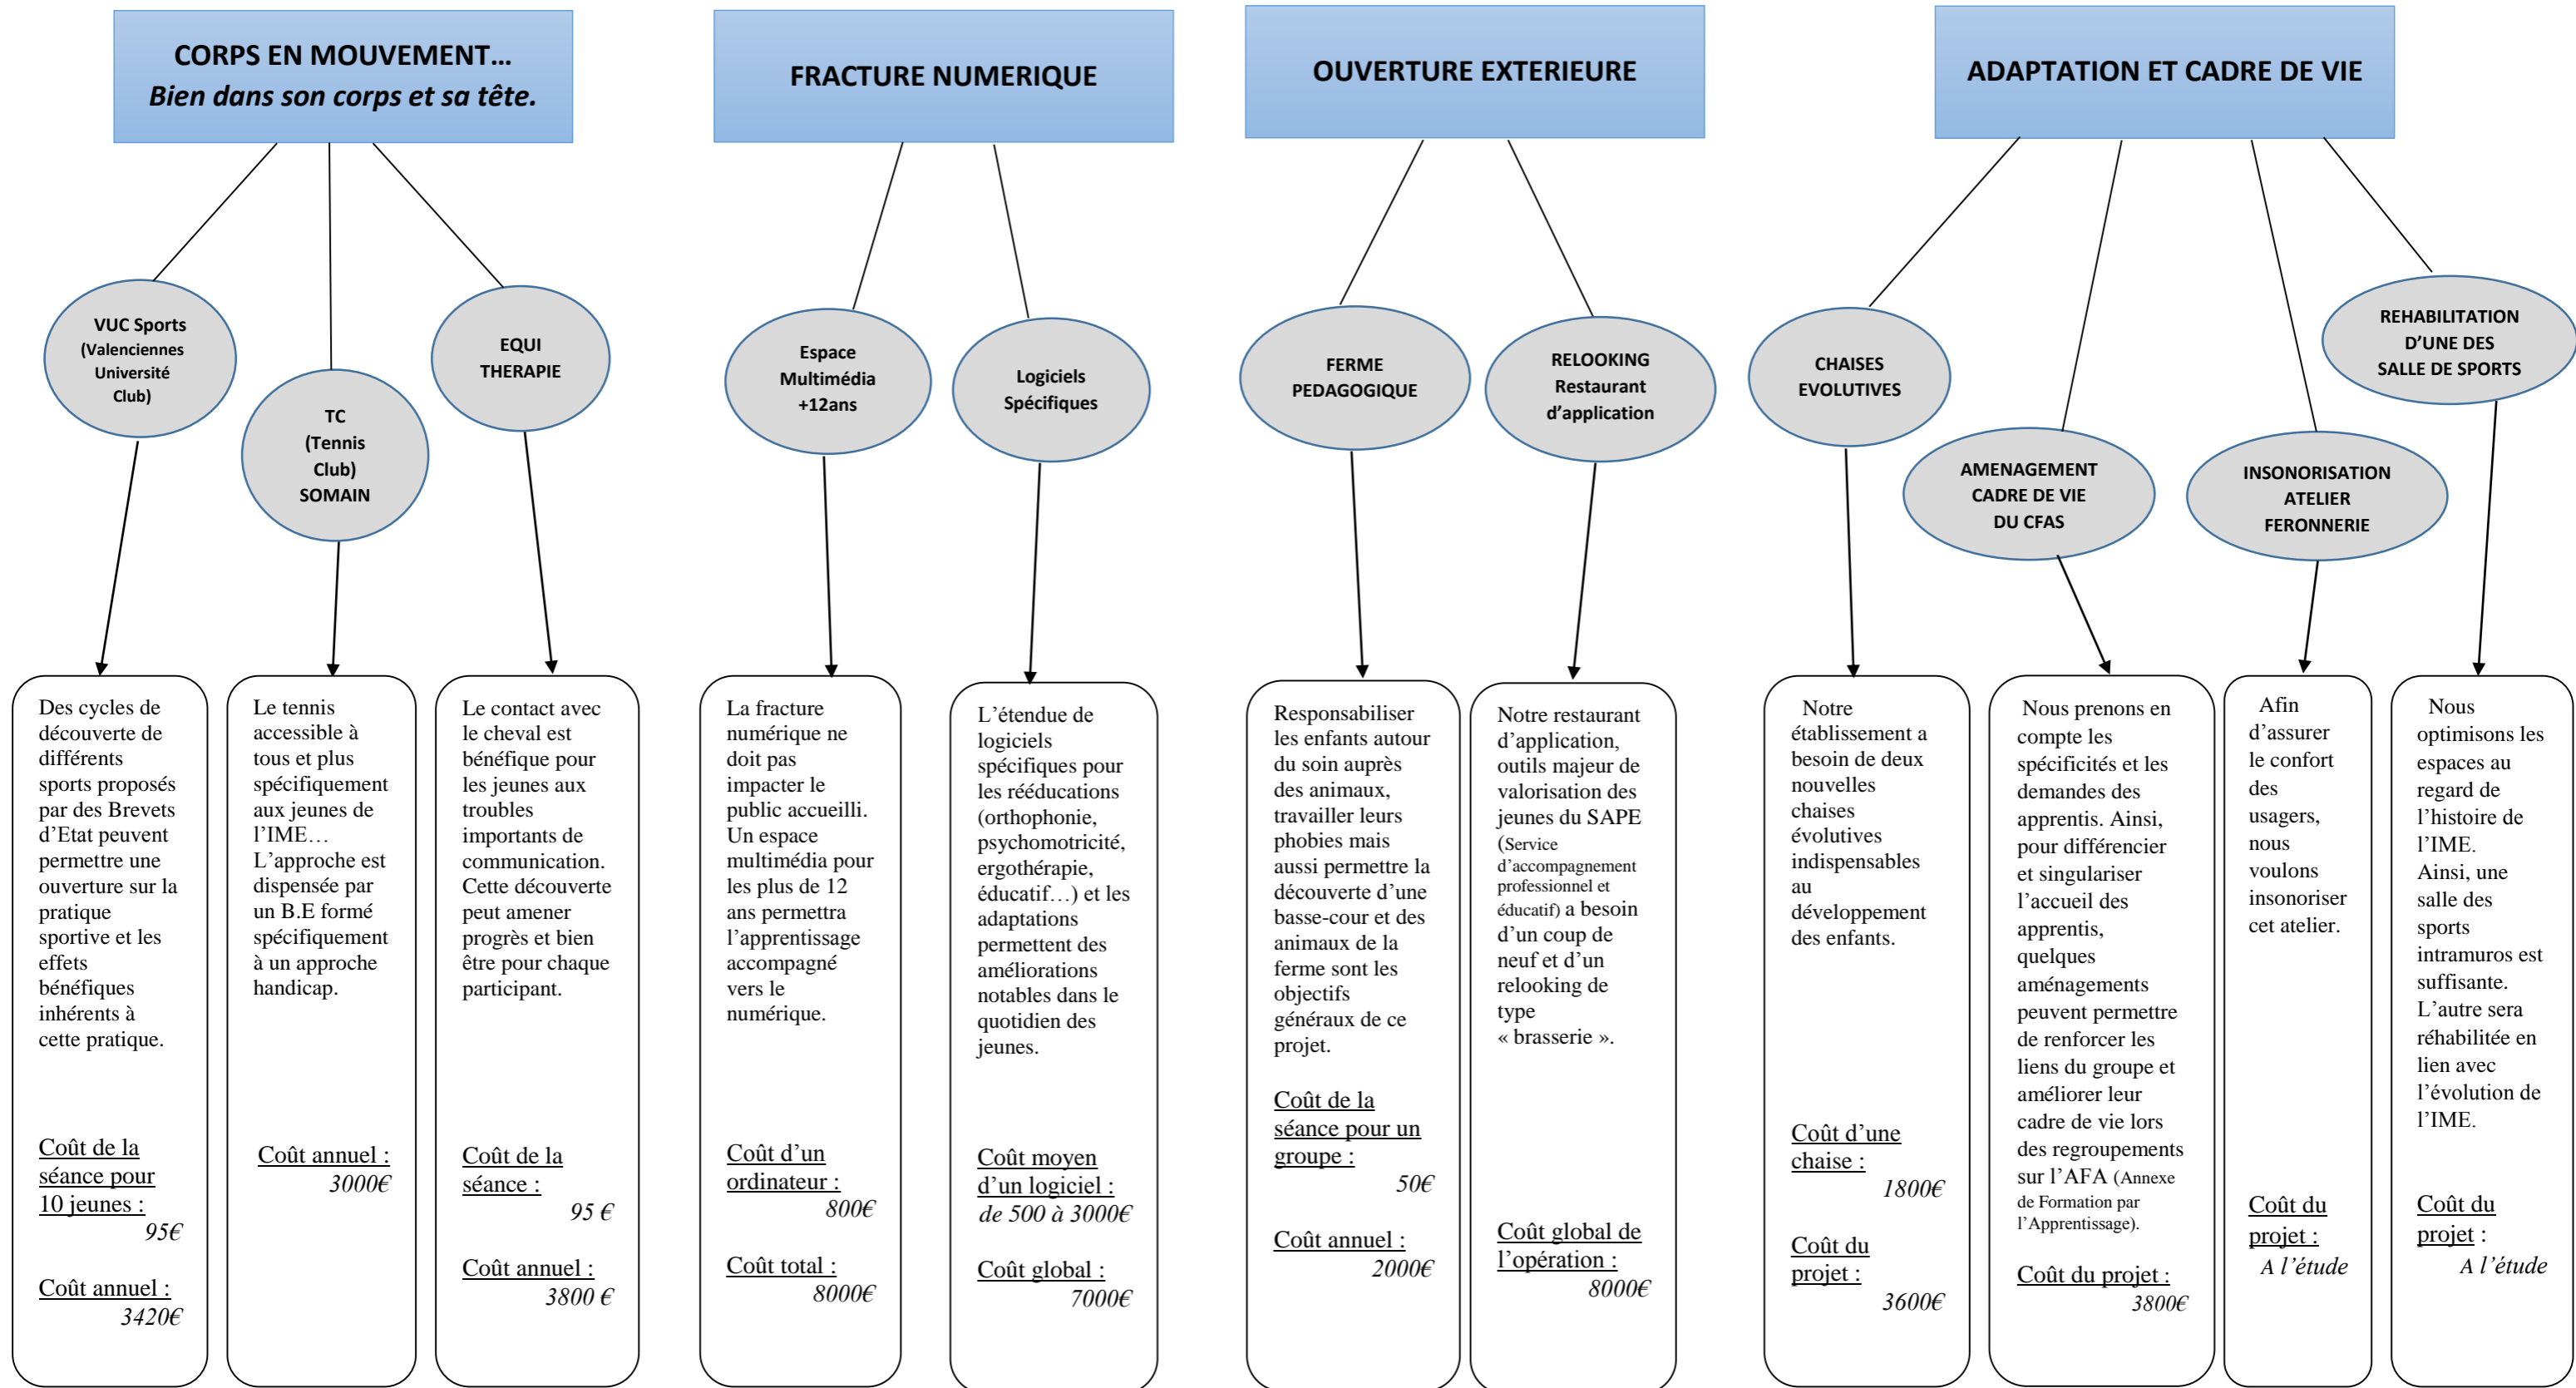 CORPS EN MOUVEMENT…
Bien dans son corps et sa tête.
FRACTURE NUMERIQUE
OUVERTURE EXTERIEURE
ADAPTATION ET CADRE DE VIE
VUC Sports
(Valenciennes
Université
Club)
TC
(Tennis
Club)
SOMAIN
EQUI
THERAPIE
Espace
Multimédia
+12ans
Logiciels
Spécifiques
FERME
PEDAGOGIQUE
RELOOKING
Restaurant
d’application
CHAISES
EVOLUTIVES
AMENAGEMENT
CADRE DE VIE
DU CFAS
INSONORISATION
ATELIER
FERONNERIE
REHABILITATION
D’UNE DES
SALLE DE SPORTS
Des cycles de
découverte de
différents
sports proposés
par des Brevets
d’Etat peuvent
permettre une
ouverture sur la
pratique
sportive et les
effets
bénéfiques
inhérents à
cette pratique.
Coût de la
séance pour
10 jeunes :
95€
Coût annuel :
3420€
Le tennis
accessible à
tous et plus
spécifiquement
aux jeunes de
l’IME…
L’approche est
dispensée par
un B.E formé
spécifiquement
à un approche
handicap.
Coût annuel :
3000€
Le contact avec
le cheval est
bénéfique pour
les jeunes aux
troubles
importants de
communication.
Cette découverte
peut amener
progrès et bien
être pour chaque
participant.
Coût de la
séance :
95 €
Coût annuel :
3800 €
La fracture
numérique ne
doit pas
impacter le
public accueilli.
Un espace
multimédia pour
les plus de 12
ans permettra
l’apprentissage
accompagné
vers le
numérique.
Coût d’un
ordinateur :
800€
Coût total :
8000€
L’étendue de
logiciels
spécifiques pour
les rééducations
(orthophonie,
psychomotricité,
ergothérapie,
éducatif…) et les
adaptations
permettent des
améliorations
notables dans le
quotidien des
jeunes.
Coût moyen
d’un logiciel :
de 500 à 3000€
Coût global :
7000€
Responsabiliser
les enfants autour
du soin auprès
des animaux,
travailler leurs
phobies mais
aussi permettre la
découverte d’une
basse-cour et des
animaux de la
ferme sont les
objectifs
généraux de ce
projet.
Coût de la
séance pour un
groupe :
50€
Coût annuel :
2000€
Notre restaurant
d’application,
outils majeur de
valorisation des
jeunes du SAPE
(Service
d’accompagnement
professionnel et
éducatif) a besoin
d’un coup de
neuf et d’un
relooking de
type
« brasserie ».
Coût global de
l’opération :
8000€
Notre
établissement a
besoin de deux
nouvelles
chaises
évolutives
indispensables
au
développement
des enfants.
Coût d’une
chaise :
1800€
Coût du
projet :
3600€
Nous prenons en
compte les
spécificités et les
demandes des
apprentis. Ainsi,
pour différencier
et singulariser
l’accueil des
apprentis,
quelques
aménagements
peuvent permettre
de renforcer les
liens du groupe et
améliorer leur
cadre de vie lors
des regroupements
sur l’AFA (Annexe
de Formation par
l’Apprentissage).
Coût du projet :
3800€
Afin
d’assurer
le confort
des
usagers,
nous
voulons
insonoriser
cet atelier.
Coût du
projet :
A l’étude
Nous
optimisons les
espaces au
regard de
l’histoire de
l’IME.
Ainsi, une
salle des
sports
intramuros est
suffisante.
L’autre sera
réhabilitée en
lien avec
l’évolution de
l’IME.
Coût du
projet :
A l’étude